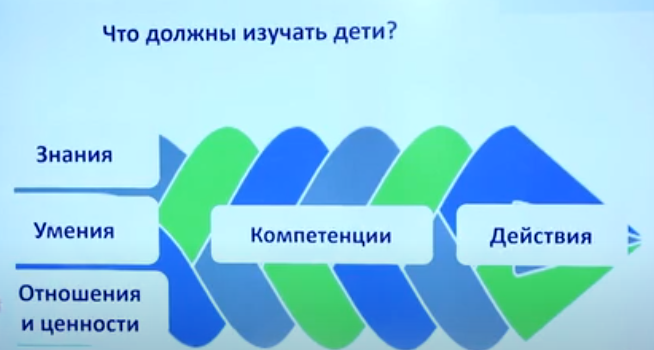 Что должны изучать дети?
Знания
Умения
Компетенции
Действия
Отношения
и ценности